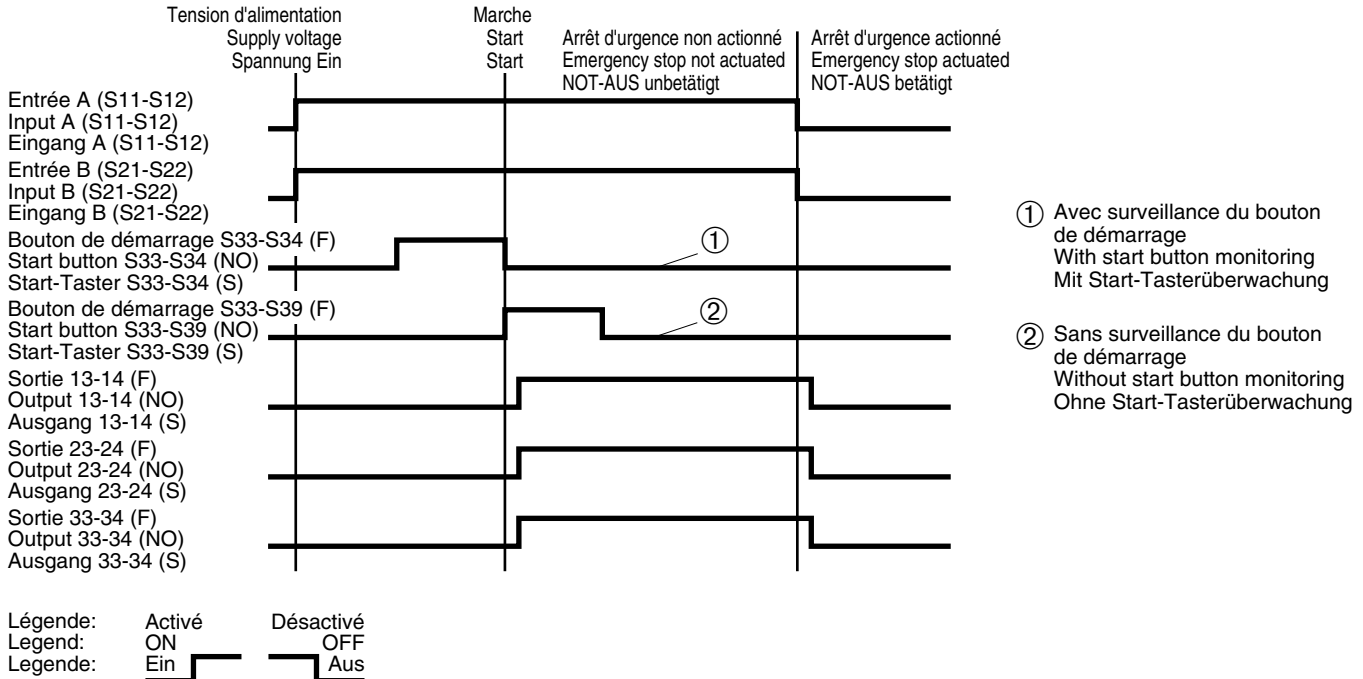 Tension d'alimentation
Supply voltage
Spannung Ein
Marche
Start
Start
Arrêt d'urgence non actionné
Emergency stop not actuated
NOT-AUS unbetätigt
Arrêt d'urgence actionné
Emergency stop actuated
NOT-AUS betätigt
Entrée A (S11-S12)
Input A (S11-S12)
Eingang A (S11-S12)
Entrée B (S21-S22)
Input B (S21-S22)
Eingang B (S21-S22)
Bouton de démarrage S33-S34 (F)
Start button S33-S34 (NO)
Start-Taster S33-S34 (S)
①
Bouton de démarrage S33-S39 (F)
Start button S33-S39 (NO)
Start-Taster S33-S39 (S)
②
Sortie 13-14 (F)
Output 13-14 (NO)
Ausgang 13-14 (S)
Sortie 23-24 (F)
Output 23-24 (NO)
Ausgang 23-24 (S)
Sortie 33-34 (F)
Output 33-34 (NO)
Ausgang 33-34 (S)
① Avec surveillance du bouton
de démarrage
With start button monitoring
Mit Start-Tasterüberwachung
② Sans surveillance du bouton
de démarrage
Without start button monitoring
Ohne Start-Tasterüberwachung
Légende: Activé Désactivé
Legend: ON OFF
Legende: Ein Aus